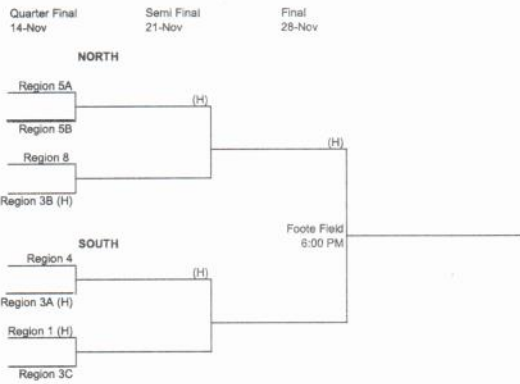 Quarter Final Semi Final Final
14-Nov 21-Nov 28-Nov
NORTH
Region 5A
(H)
Region 5B
(H)
Region 8
Region 3B (H)
Foote Field
6:00 PM
SOUTH
Region 4
(H)
Region 3A (H)
Region 1 (H)
Region 3C